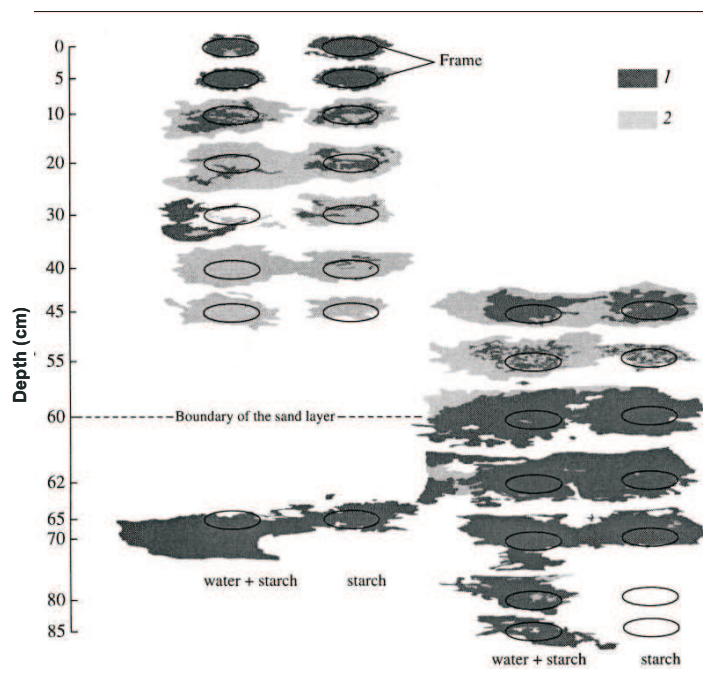 0
Frame
5
1
10
2
20
30
40
45
Depth (cm)
55
60
Boundary of the sand layer
62
65
70
water + starch
starch
80
85
water + starch
starch